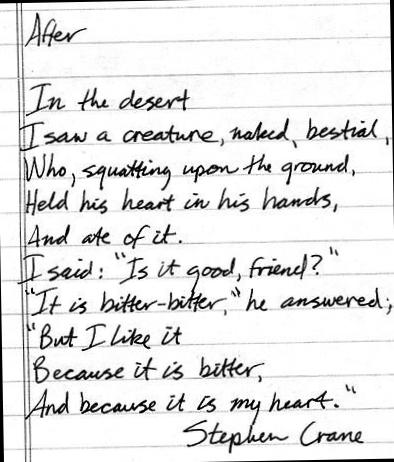 After
In the desert
I saw a creature, naked, bestial,
Who, squatting upon the ground,
Held his heart in his hands,
And ate of it.
I said: "Is it good, friend?"
"It is bitter-bitter," he answered;
"But I like it
Because it is bitter,
And because it is my heart."
Stephen Crane